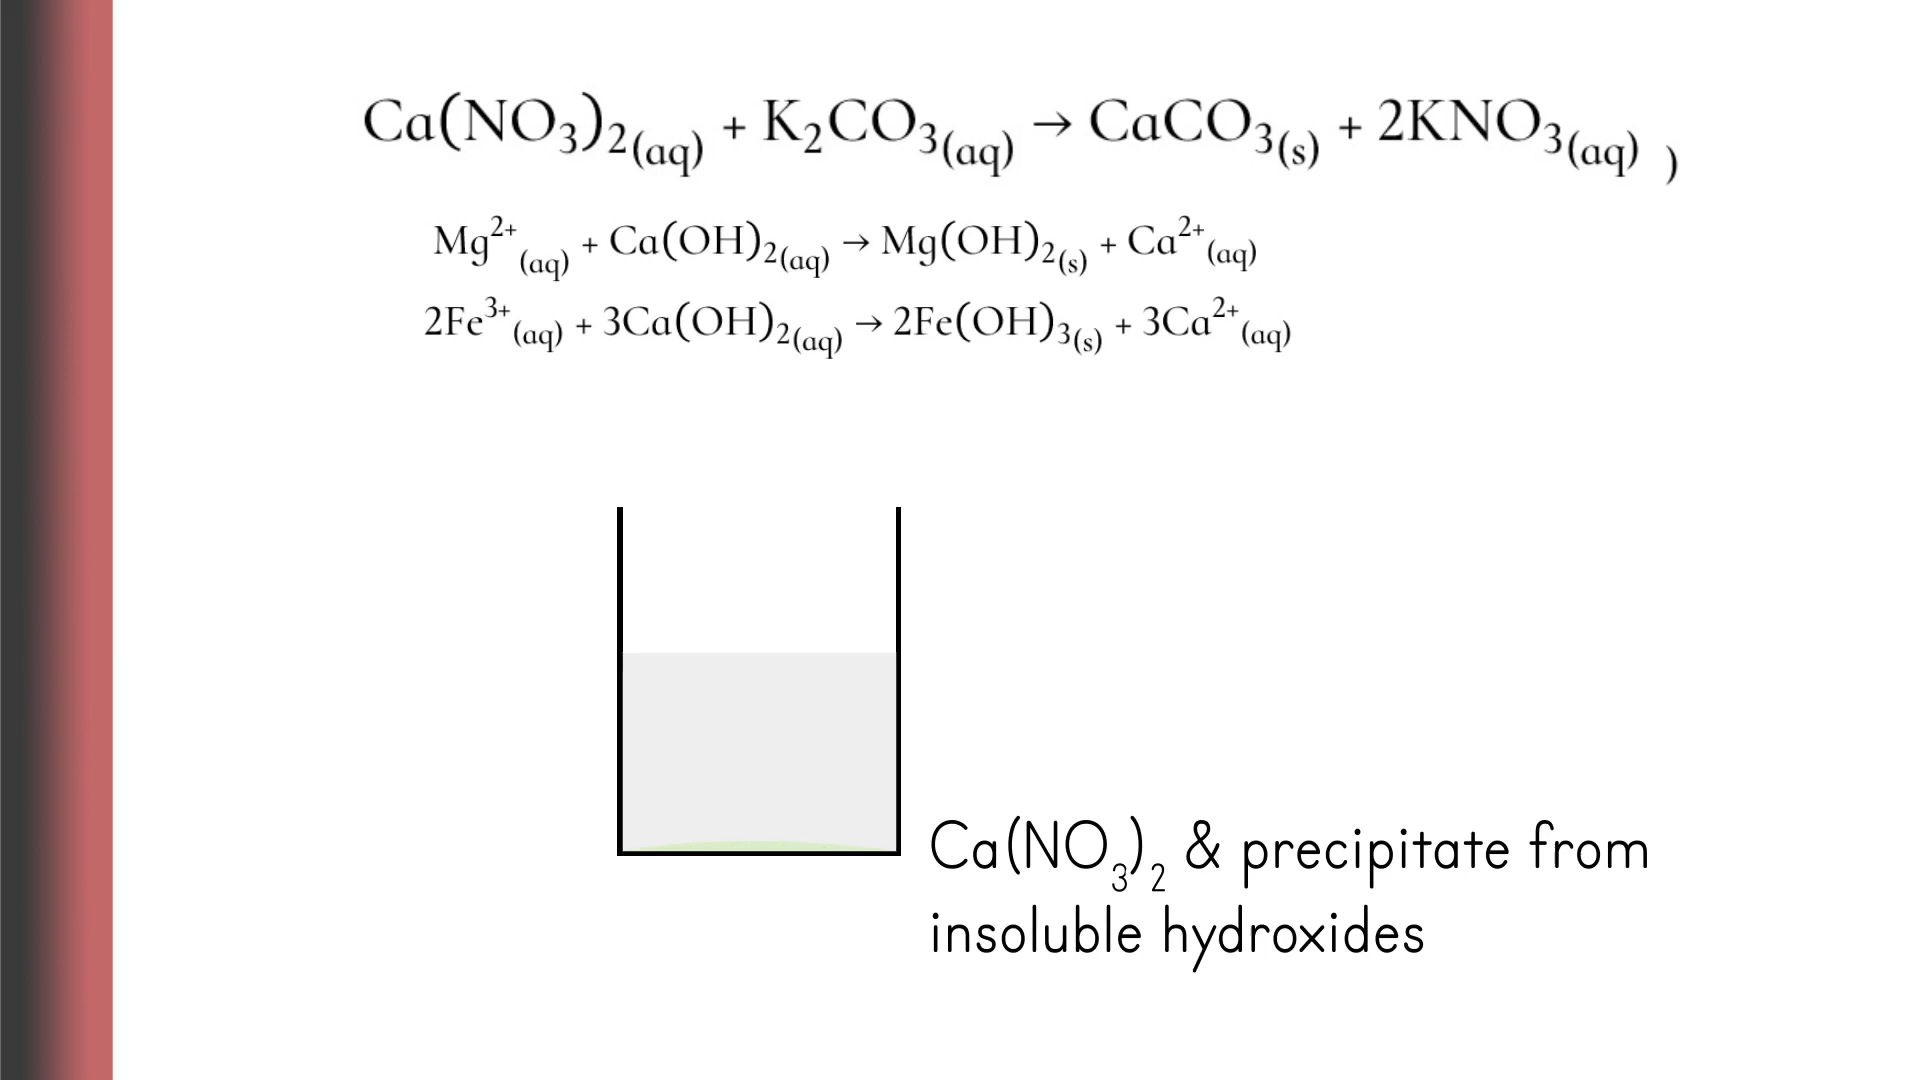 Ca(NO₃)₂(aq) + K₂CO₃(aq) → CaCO₃(s) + 2KNO₃(aq) )
Mg²⁺(aq) + Ca(OH)₂(aq) → Mg(OH)₂(s) + Ca²⁺(aq)
2Fe³⁺(aq) + 3Ca(OH)₂(aq) → 2Fe(OH)₃(s) + 3Ca²⁺(aq)
Ca(NO₃)₂ & precipitate from
insoluble hydroxides